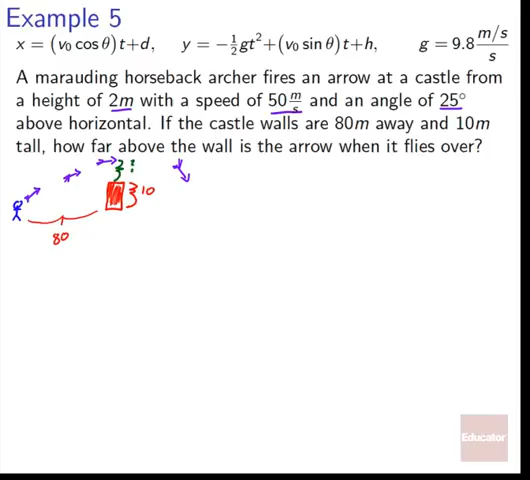 Example 5
x = (v₀ cos θ) t+d, y = −½gt²+(v₀ sin θ) t+h, g = 9.8 m/s/s
A marauding horseback archer fires an arrow at a castle from
a height of 2m with a speed of 50 m/s and an angle of 25°
above horizontal. If the castle walls are 80m away and 10m
tall, how far above the wall is the arrow when it flies over?
?
10
80
Educator